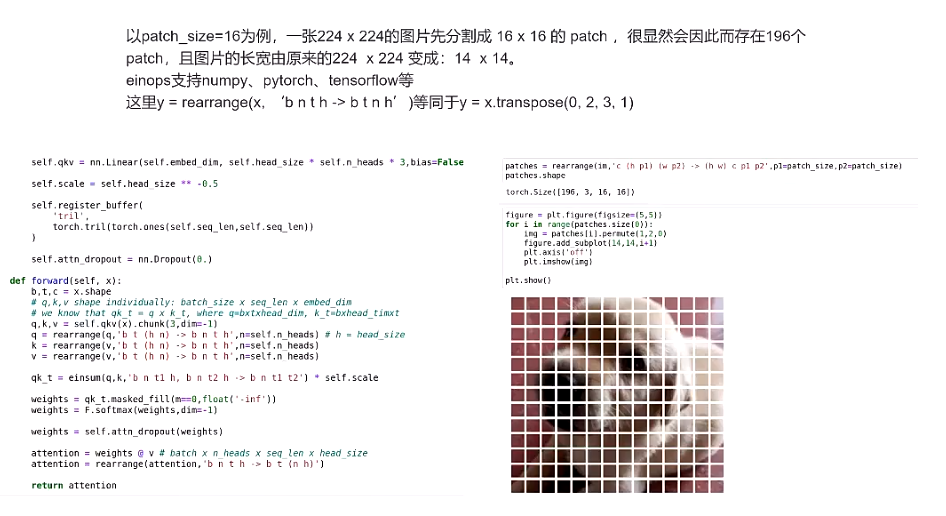 以patch_size=16为例，一张224 x 224的图片先分割成 16 x 16 的 patch ，很显然会因此而存在196个
patch，且图片的长宽由原来的224 x 224 变成：14 x 14。
einops支持numpy、pytorch、tensorflow等
这里y = rearrange(x, ‘b n t h -> b t n h’)等同于y = x.transpose(0, 2, 3, 1)
self.qkv = nn.Linear(self.embed_dim, self.head_size * self.n_heads * 3,bias=False
self.scale = self.head_size ** -0.5
self.register_buffer(
'tril',
torch.tril(torch.ones(self.seq_len,self.seq_len))
)
self.attn_dropout = nn.Dropout(0.)
def forward(self, x):
b,t,c = x.shape
# q,k,v shape individually: batch_size x seq_len x embed_dim
# we know that qk_t = q x k_t, where q=bxtxhead_dim, k_t=bxhead_timxt
q,k,v = self.qkv(x).chunk(3,dim=-1)
q = rearrange(q,'b t (h n) -> b n t h',n=self.n_heads) # h = head_size
k = rearrange(v,'b t (h n) -> b n t h',n=self.n_heads)
v = rearrange(v,'b t (h n) -> b n t h',n=self.n_heads)
qk_t = einsum(q,k,'b n t1 h, b n t2 h -> b n t1 t2') * self.scale
weights = qk_t.masked_fill(m==0,float('-inf'))
weights = F.softmax(weights,dim=-1)
weights = self.attn_dropout(weights)
attention = weights @ v # batch x n_heads x seq_len x head_size
attention = rearrange(attention,'b n t h -> b t (n h)')
return attention
patches = rearrange(im,'c (h p1) (w p2) -> (h w) c p1 p2',p1=patch_size,p2=patch_size)
patches.shape
torch.Size([196, 3, 16, 16])
figure = plt.figure(figsize=(5,5))
for i in range(patches.size(0)):
img = patches[i].permute(1,2,0)
figure.add_subplot(14,14,i+1)
plt.axis('off')
plt.imshow(img)
plt.show()